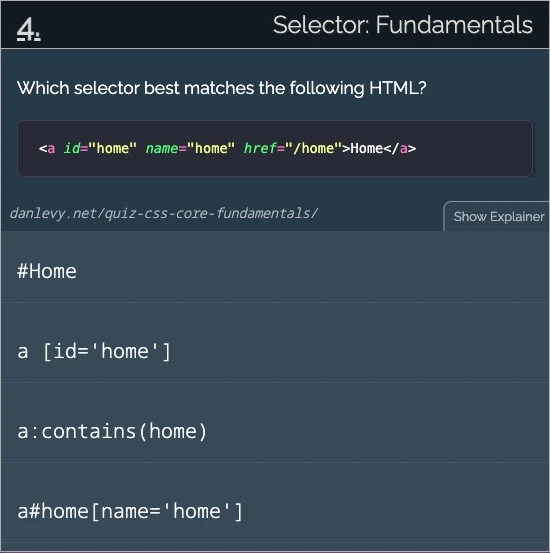 4.
Selector: Fundamentals
Which selector best matches the following HTML?
<a id="home" name="home" href="/home">Home</a>
danlevy.net/quiz-css-core-fundamentals/
Show Explainer
#Home
a [id='home']
a:contains(home)
a#home[name='home']